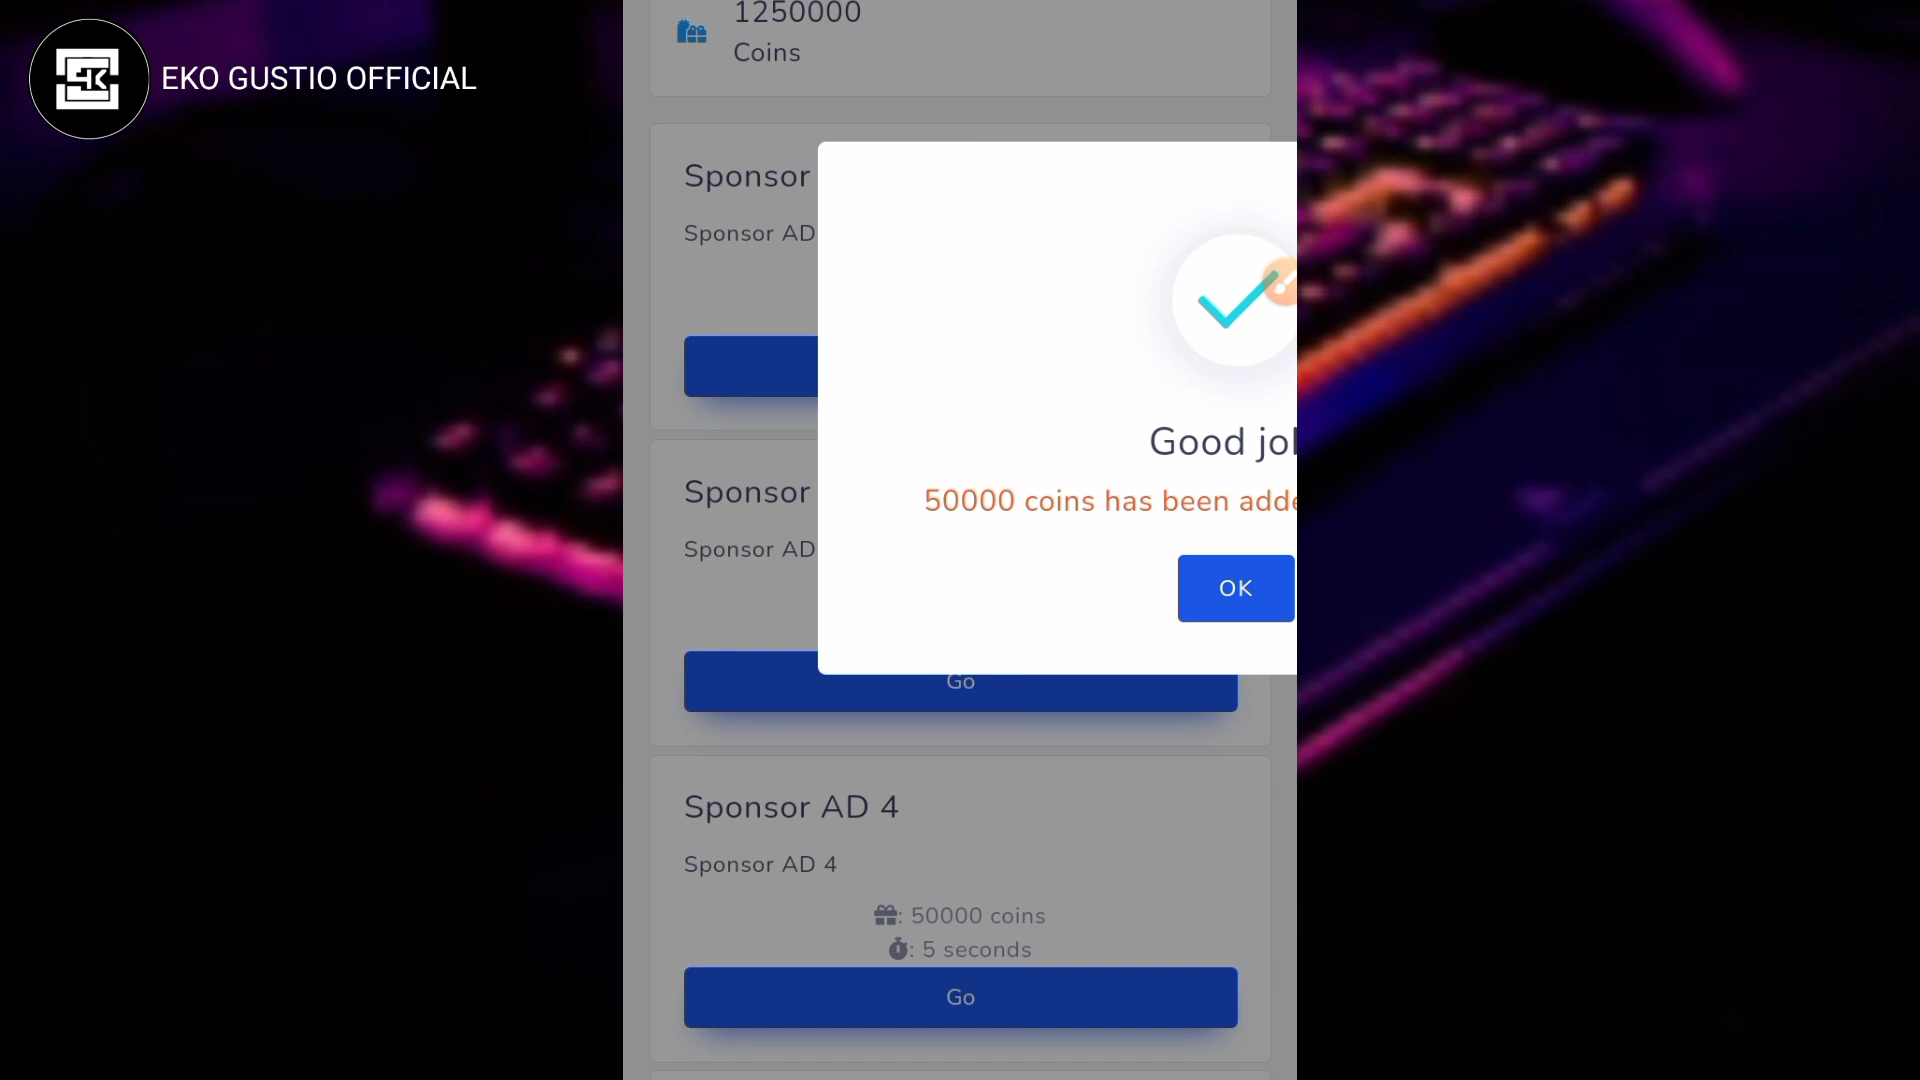 EKO GUSTIO OFFICIAL
1250000
Coins
Sponsor
Sponsor AD
Good jo
50000 coins has been adde
OK
Sponsor
Sponsor AD
Go
Sponsor AD 4
Sponsor AD 4
: 50000 coins
: 5 seconds
Go